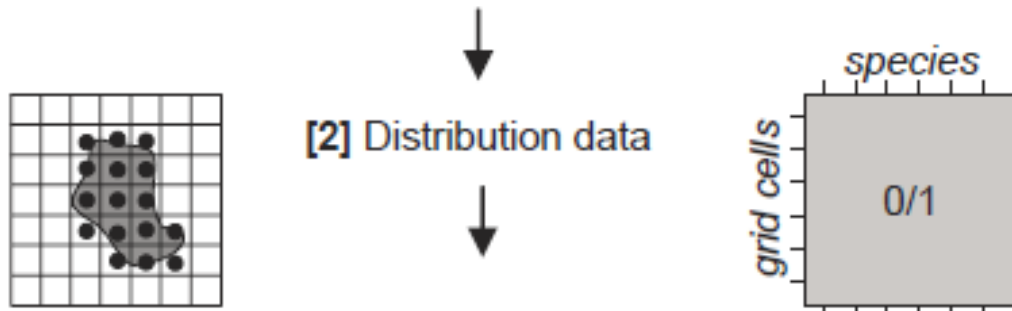 species
[2] Distribution data
grid cells
0/1